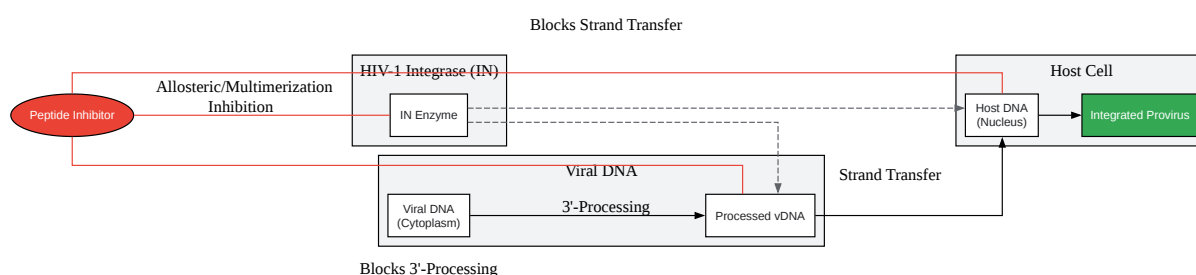 Blocks Strand Transfer
HIV-1 Integrase (IN)
Host Cell
Allosteric/Multimerization
Inhibition
Peptide Inhibitor
IN Enzyme
Host DNA
(Nucleus)
Integrated Provirus
Viral DNA
Strand Transfer
Viral DNA
(Cytoplasm)
3'-Processing
Processed vDNA
Blocks 3'-Processing